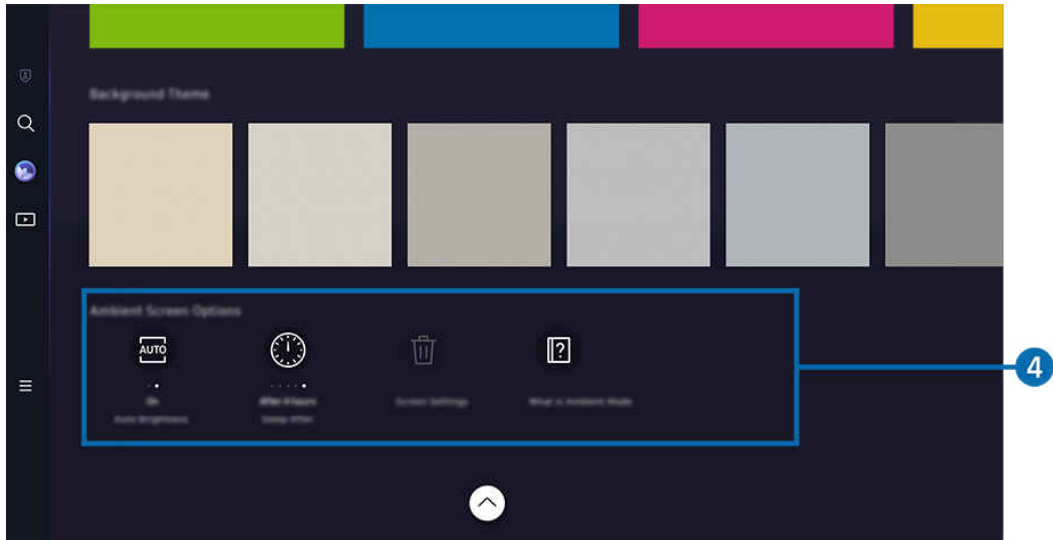 Background Theme
Ambient Screen Options
AUTO
?
On
After 8 hours
Screen Settings
What is Ambient Mode
Auto Brightness
Sleep After
4